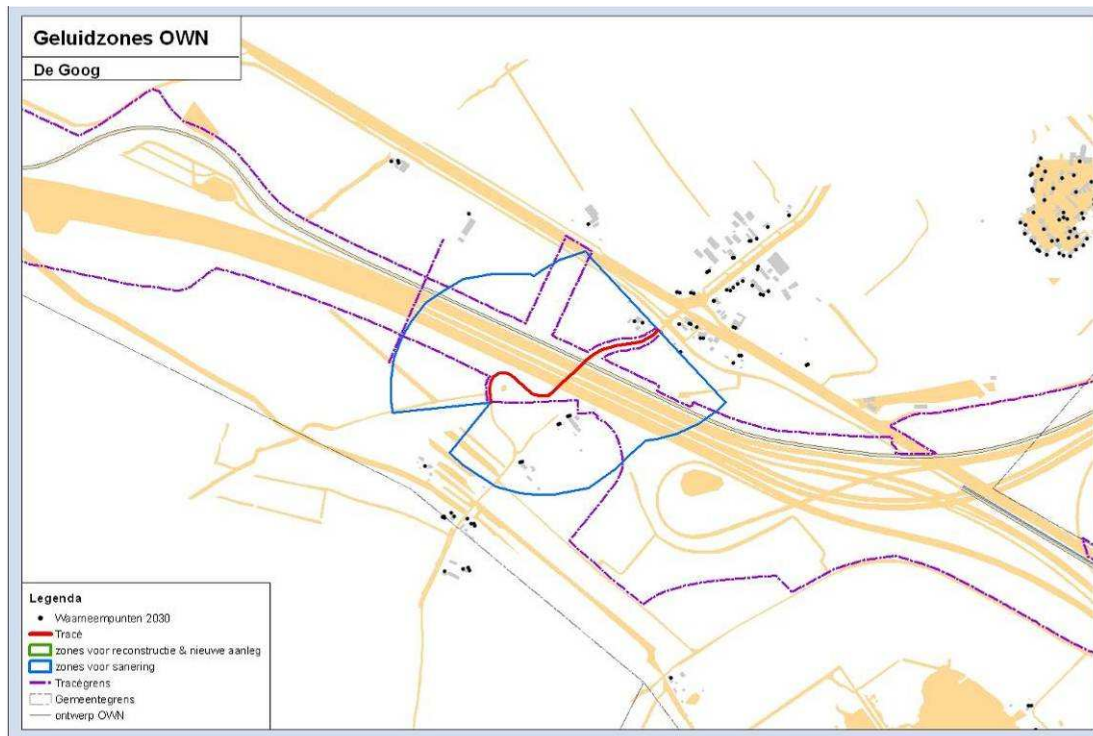 Geluidzones OWN
De Goog
Legenda
Waarneempunten 2030
Tracé
zones voor reconstructie & nieuwe aanleg
zones voor sanering
Tracégrens
Gemeentegrens
ontwerp OWN